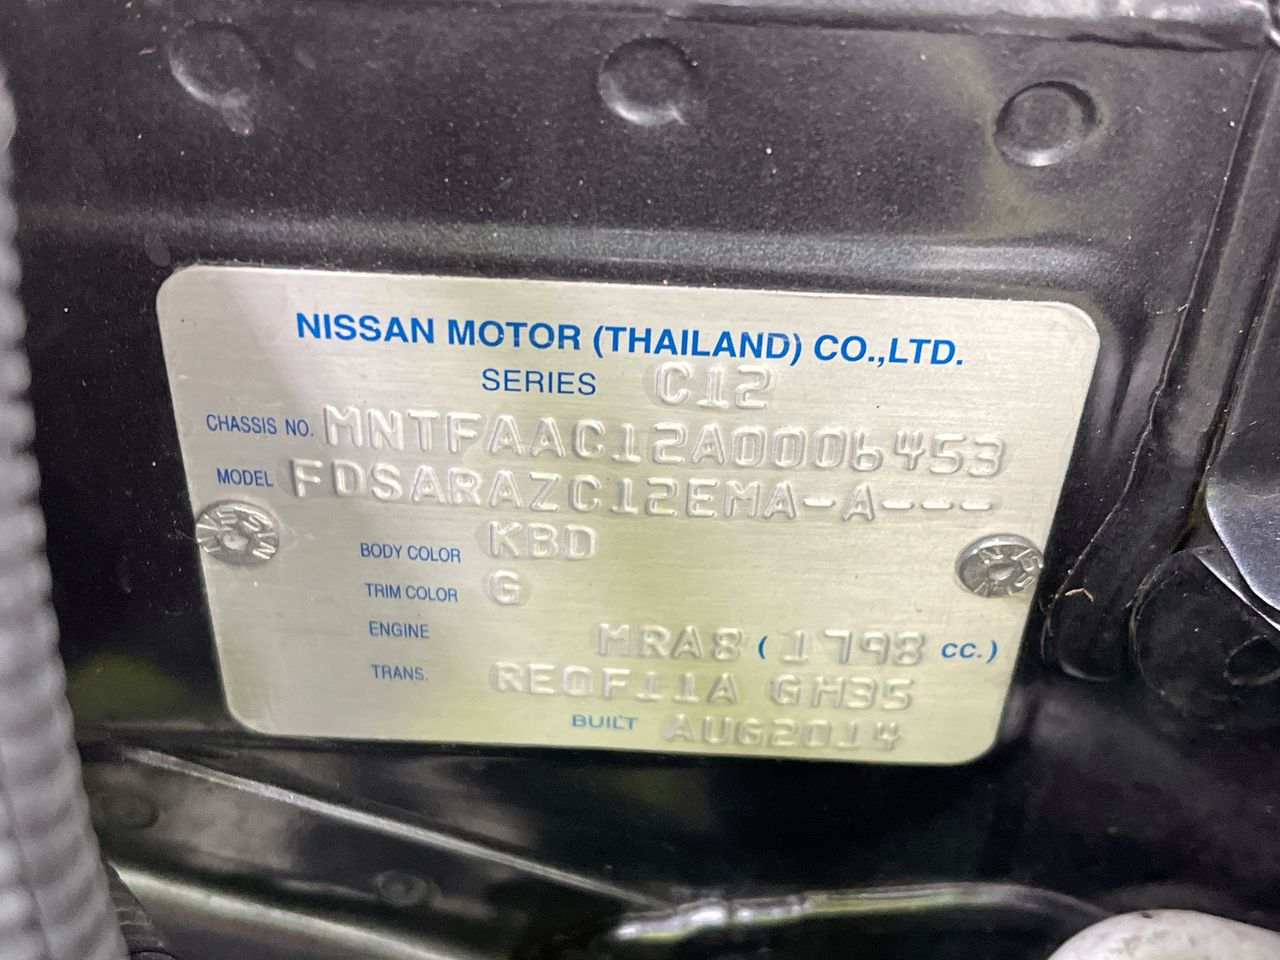 NISSAN MOTOR (THAILAND) CO.,LTD.
SERIES C12
CHASSIS NO. MNTFAAC12A0006453
MODEL FDSARAZC12EMA-A----
BODY COLOR KBD
TRIM COLOR G
ENGINE MRA8 (1798 CC.)
TRANS. RE0F11A GH35
BUILT AUG2014